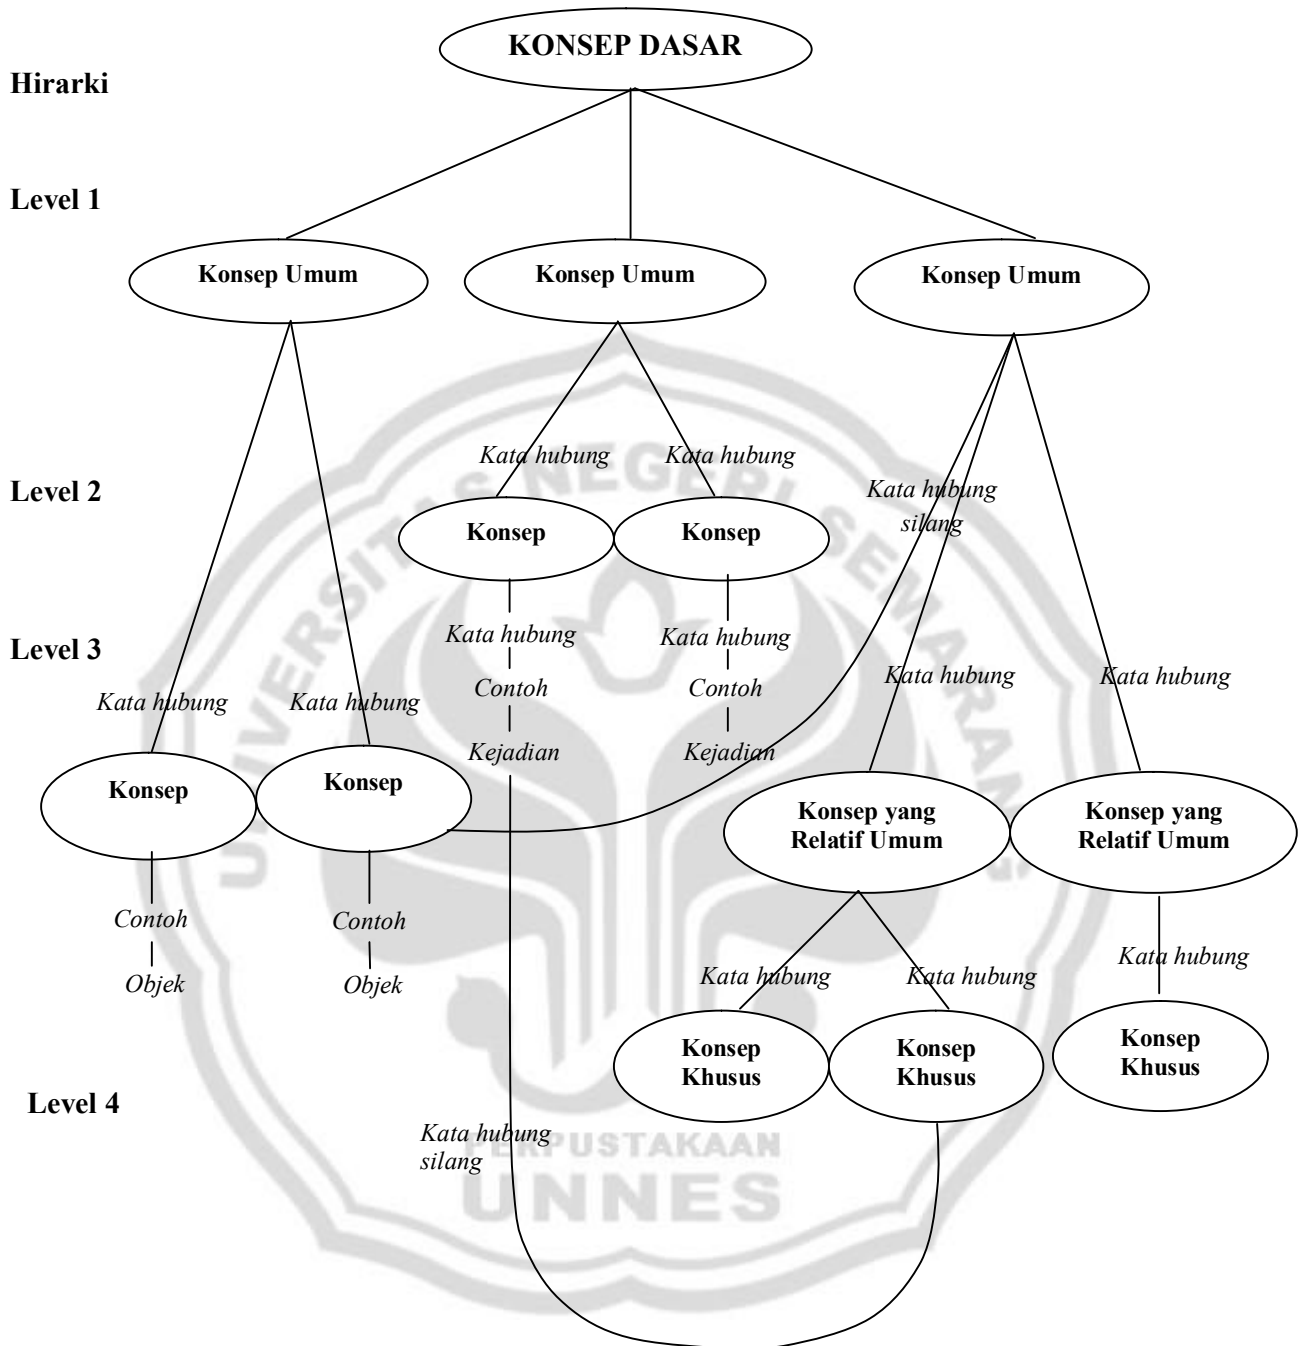 KONSEP DASAR
Hirarki
Level 1
Konsep Umum
Konsep Umum
Konsep Umum
Kata hubung
Kata hubung
Level 2
Kata hubung
silang
Konsep
Konsep
Kata hubung
Kata hubung
Level 3
Kata hubung
Kata hubung
Contoh
Contoh
Kata hubung
Kata hubung
Kejadian
Kejadian
Konsep
Konsep
Konsep yang
Relatif Umum
Konsep yang
Relatif Umum
Contoh
Contoh
Kata hubung
Kata hubung
Kata hubung
Objek
Objek
Konsep
Khusus
Konsep
Khusus
Konsep
Khusus
Level 4
Kata hubung
silang
UNIVERSITAS NEGERI SEMARANG
PERPUSTAKAAN
UNNES